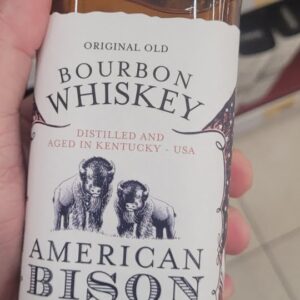 ORIGINAL OLD
BOURBON
WHISKEY
DISTILLED AND
AGED IN KENTUCKY - USA
AMERICAN
BISON